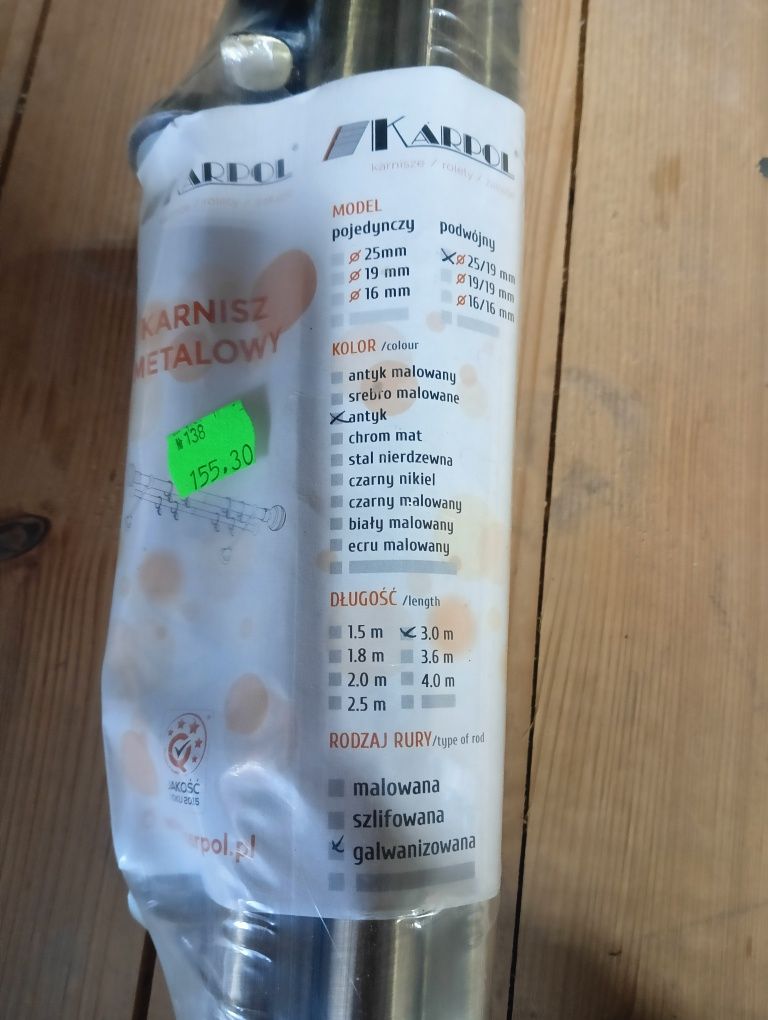 KARPOL
KARNISZ
METALOWY
138
155.30
JAKOŚĆ
ROKU 2015
rpol.pl
KARPOL
karnisze / rolety / żaluzje
MODEL
pojedynczy podwójny
ø 25mm ø 25/19 mm
ø 19 mm ø 19/19 mm
ø 16 mm ø 16/16 mm
KOLOR /colour
antyk malowany
srebro malowane
antyk
chrom mat
stal nierdzewna
czarny nikiel
czarny malowany
biały malowany
ecru malowany
DŁUGOŚĆ /length
1.5 m 3.0 m
1.8 m 3.6 m
2.0 m 4.0 m
2.5 m
RODZAJ RURY/type of rod
malowana
szlifowana
galwanizowana